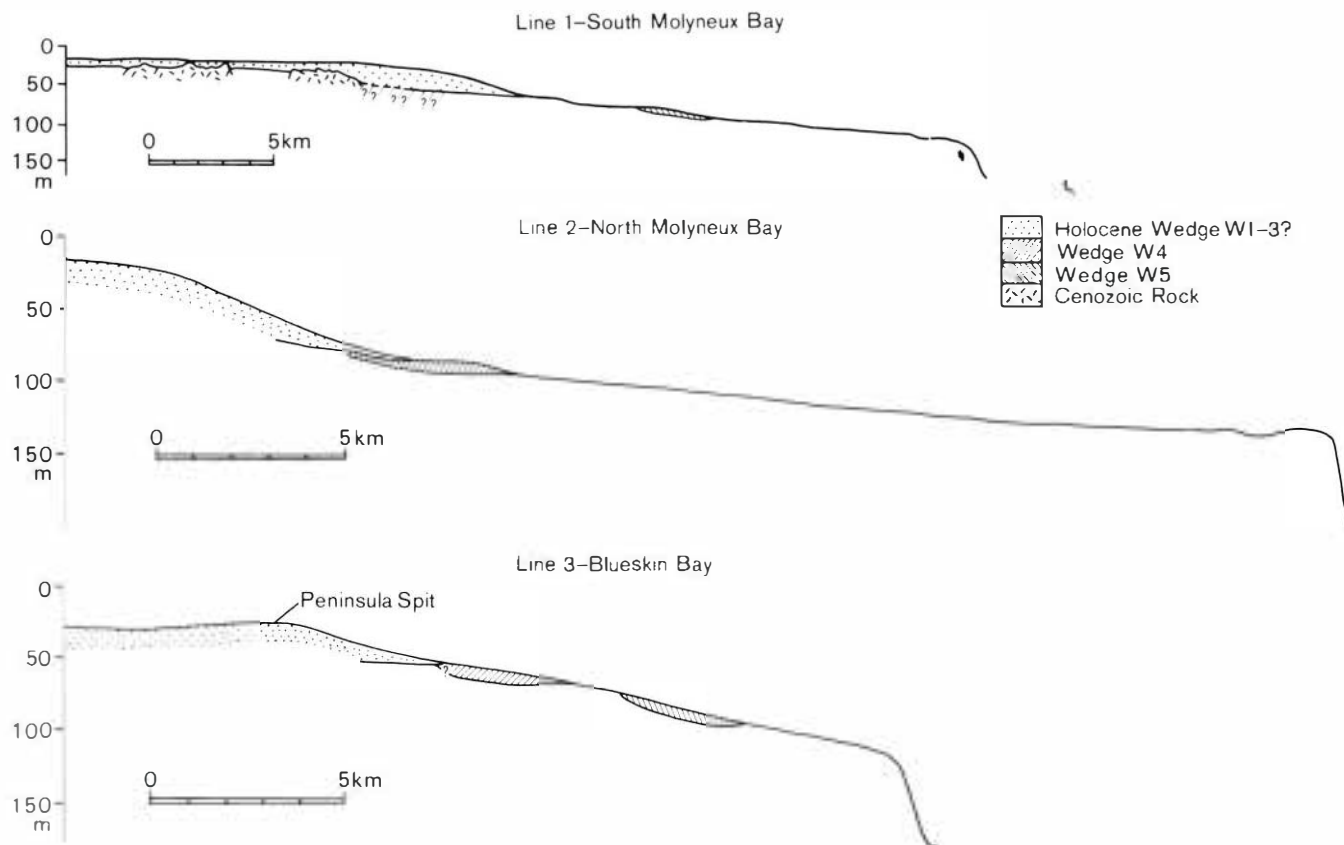 Line 1–South Molyneux Bay
0
50
100
150
m
?? ?? ??
0 5km
Line 2–North Molyneux Bay
0
50
100
150
m
0 5km
Holocene Wedge W1–3?
Wedge W4
Wedge W5
Cenozoic Rock
Line 3–Blueskin Bay
0
50
100
150
m
Peninsula Spit
?
0 5km